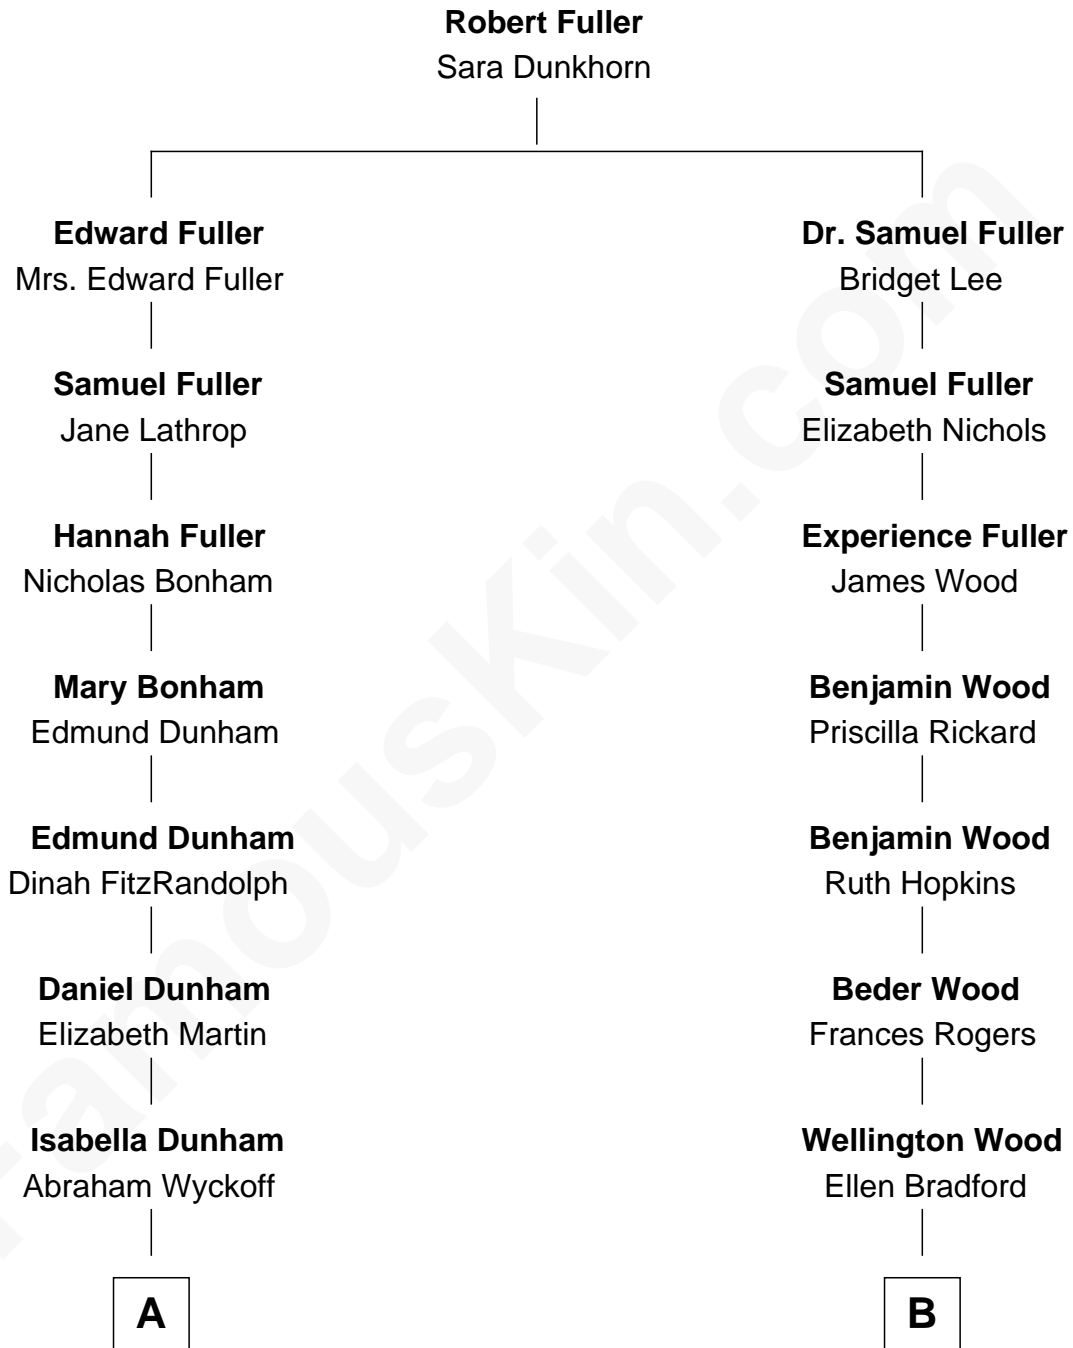 Robert Fuller
Sara Dunkhorn
Edward Fuller
Mrs. Edward Fuller
Dr. Samuel Fuller
Bridget Lee
Samuel Fuller
Jane Lathrop
Samuel Fuller
Elizabeth Nichols
Hannah Fuller
Nicholas Bonham
Experience Fuller
James Wood
Mary Bonham
Edmund Dunham
Benjamin Wood
Priscilla Rickard
Edmund Dunham
Dinah FitzRandolph
Benjamin Wood
Ruth Hopkins
Daniel Dunham
Elizabeth Martin
Beder Wood
Frances Rogers
Isabella Dunham
Abraham Wyckoff
Wellington Wood
Ellen Bradford
A
B
FamousKin.com